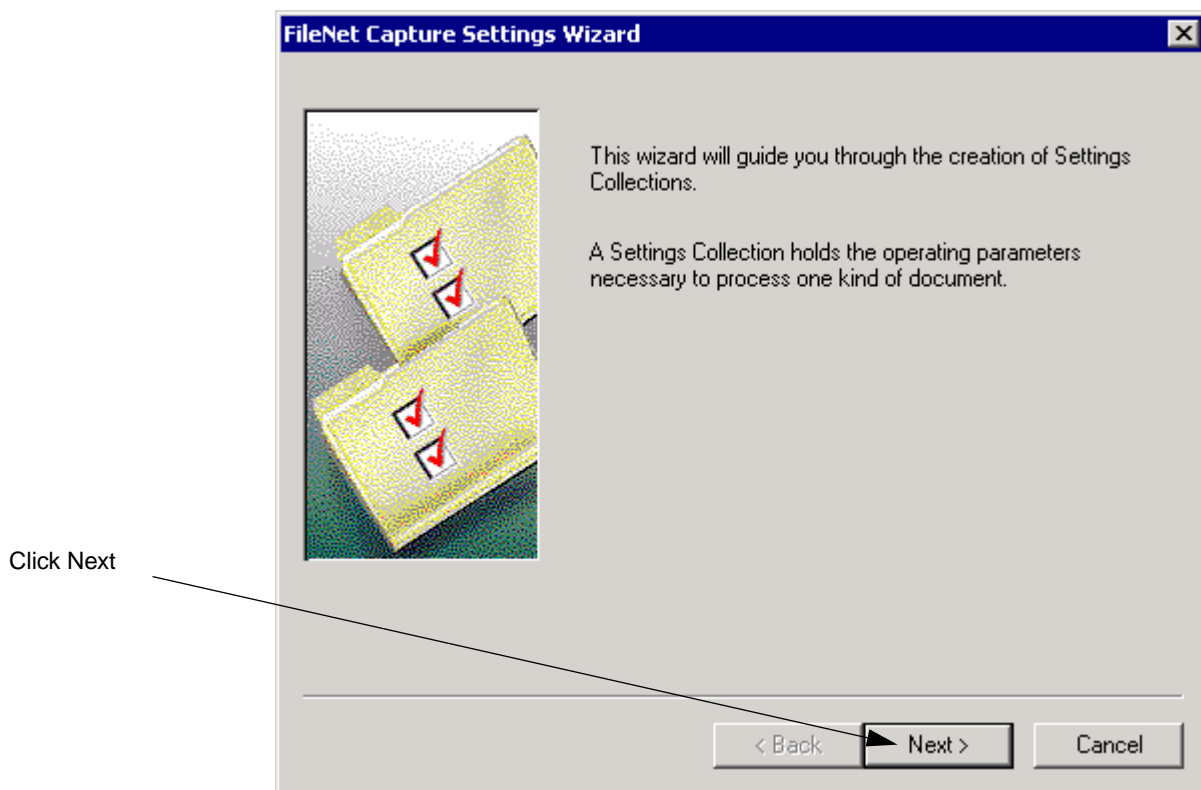 FileNet Capture Settings Wizard
This wizard will guide you through the creation of Settings
Collections.
A Settings Collection holds the operating parameters
necessary to process one kind of document.
Click Next
< Back
Next >
Cancel